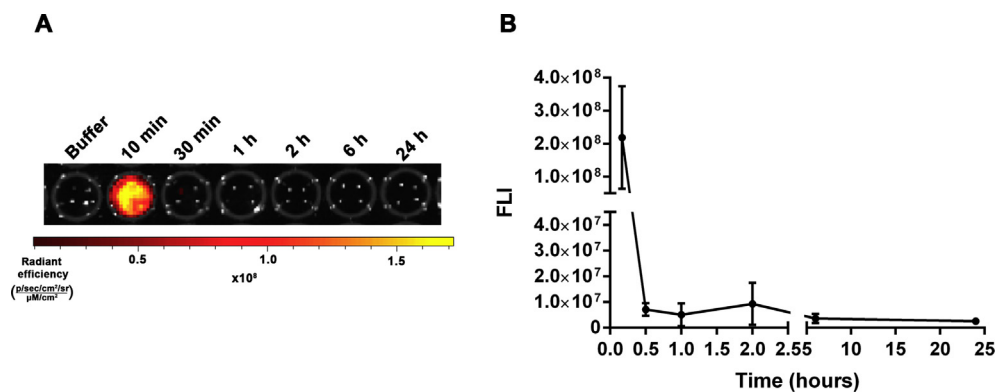 A
Buffer
10 min
30 min
1 h
2 h
6 h
24 h
0.5
1.0
1.5
Radiant
efficiency
(p/sec/cm²/sr)
μM/cm²
x10⁸
B
4.0×10⁸
3.0×10⁸
2.0×10⁸
1.0×10⁸
4.0×10⁷
3.0×10⁷
2.0×10⁷
1.0×10⁷
0
FLI
0.0 0.5 1.0 1.5 2.0 2.5 5 10 15 20 25
Time (hours)